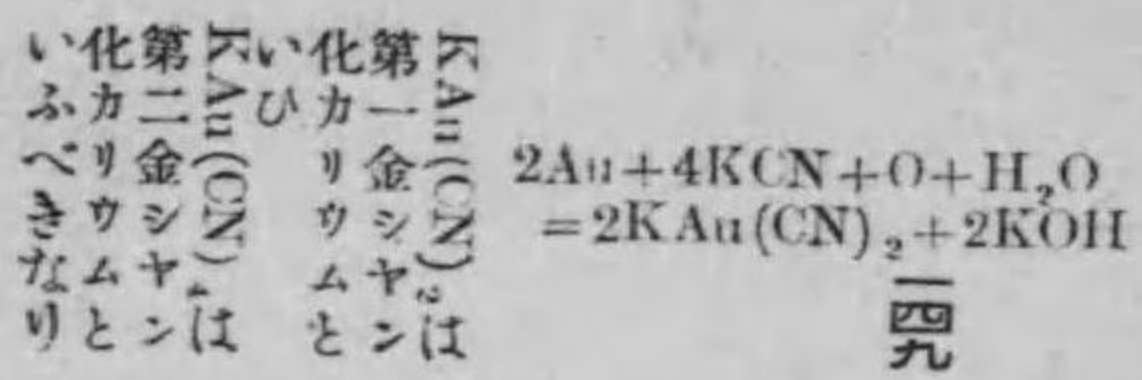 2Au+4KCN+O+H₂O
=2KAu(CN)₂+2KOH
一四九
KAu(CN)₂は
第一金シヤン
化カリウムと
いひ
KAu(CN)₄は
第二金シヤン
化カリウムと
いふべきなり